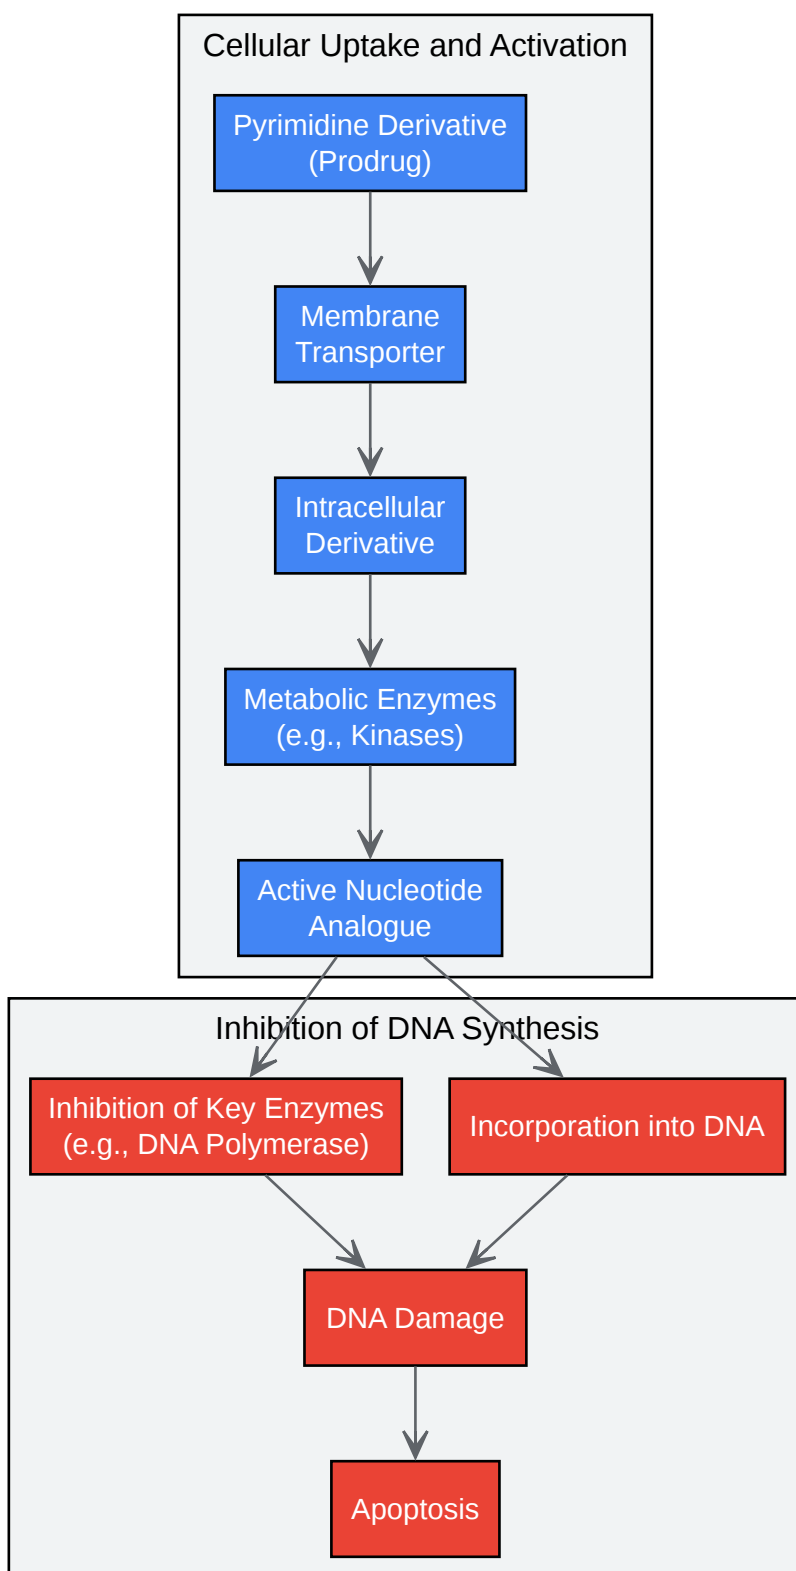 Cellular Uptake and Activation
Pyrimidine Derivative
(Prodrug)
Membrane
Transporter
Intracellular
Derivative
Metabolic Enzymes
(e.g., Kinases)
Active Nucleotide
Analogue
Inhibition of DNA Synthesis
Inhibition of Key Enzymes
(e.g., DNA Polymerase)
Incorporation into DNA
DNA Damage
Apoptosis